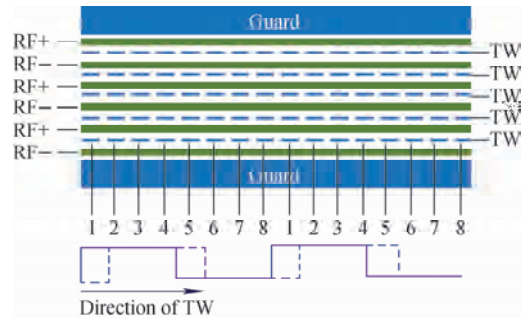 Guard
RF+
TW
RF−
TW
RF+
TW
RF−
TW
RF+
TW
RF−
Guard
1 2 3 4 5 6 7 8 1 2 3 4 5 6 7 8
Direction of TW